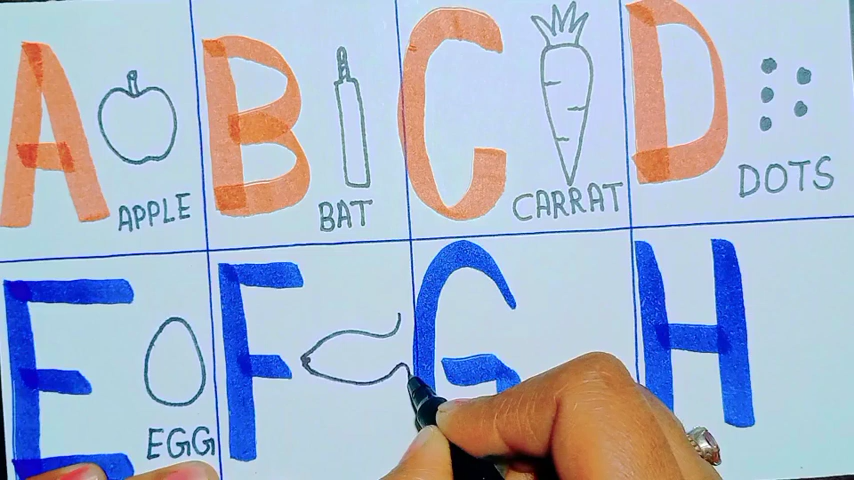 A APPLE
B BAT
C CARRAT
D DOTS
E EGG
F
G
H